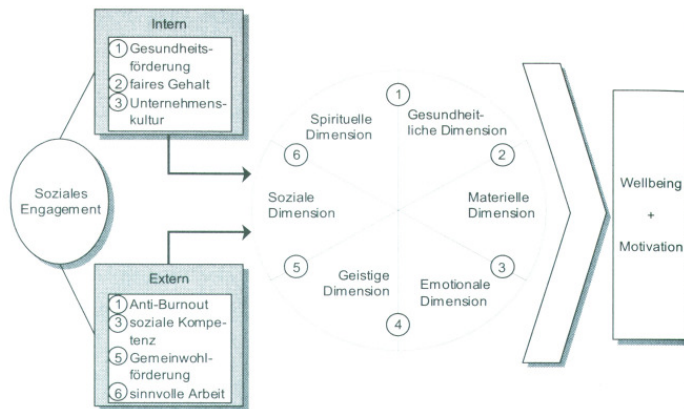 Intern
1 Gesundheits-
förderung
2 faires Gehalt
3 Unternehmens-
kultur
Soziales
Engagement
Extern
1 Anti-Burnout
3 soziale Kompe-
tenz
5 Gemeinwohl-
förderung
6 sinnvolle Arbeit
1
Gesundheit-
liche Dimension
2
Materielle
Dimension
3
Emotionale
Dimension
4
Geistige
Dimension
5
Soziale
Dimension
6
Spirituelle
Dimension
Wellbeing
+
Motivation